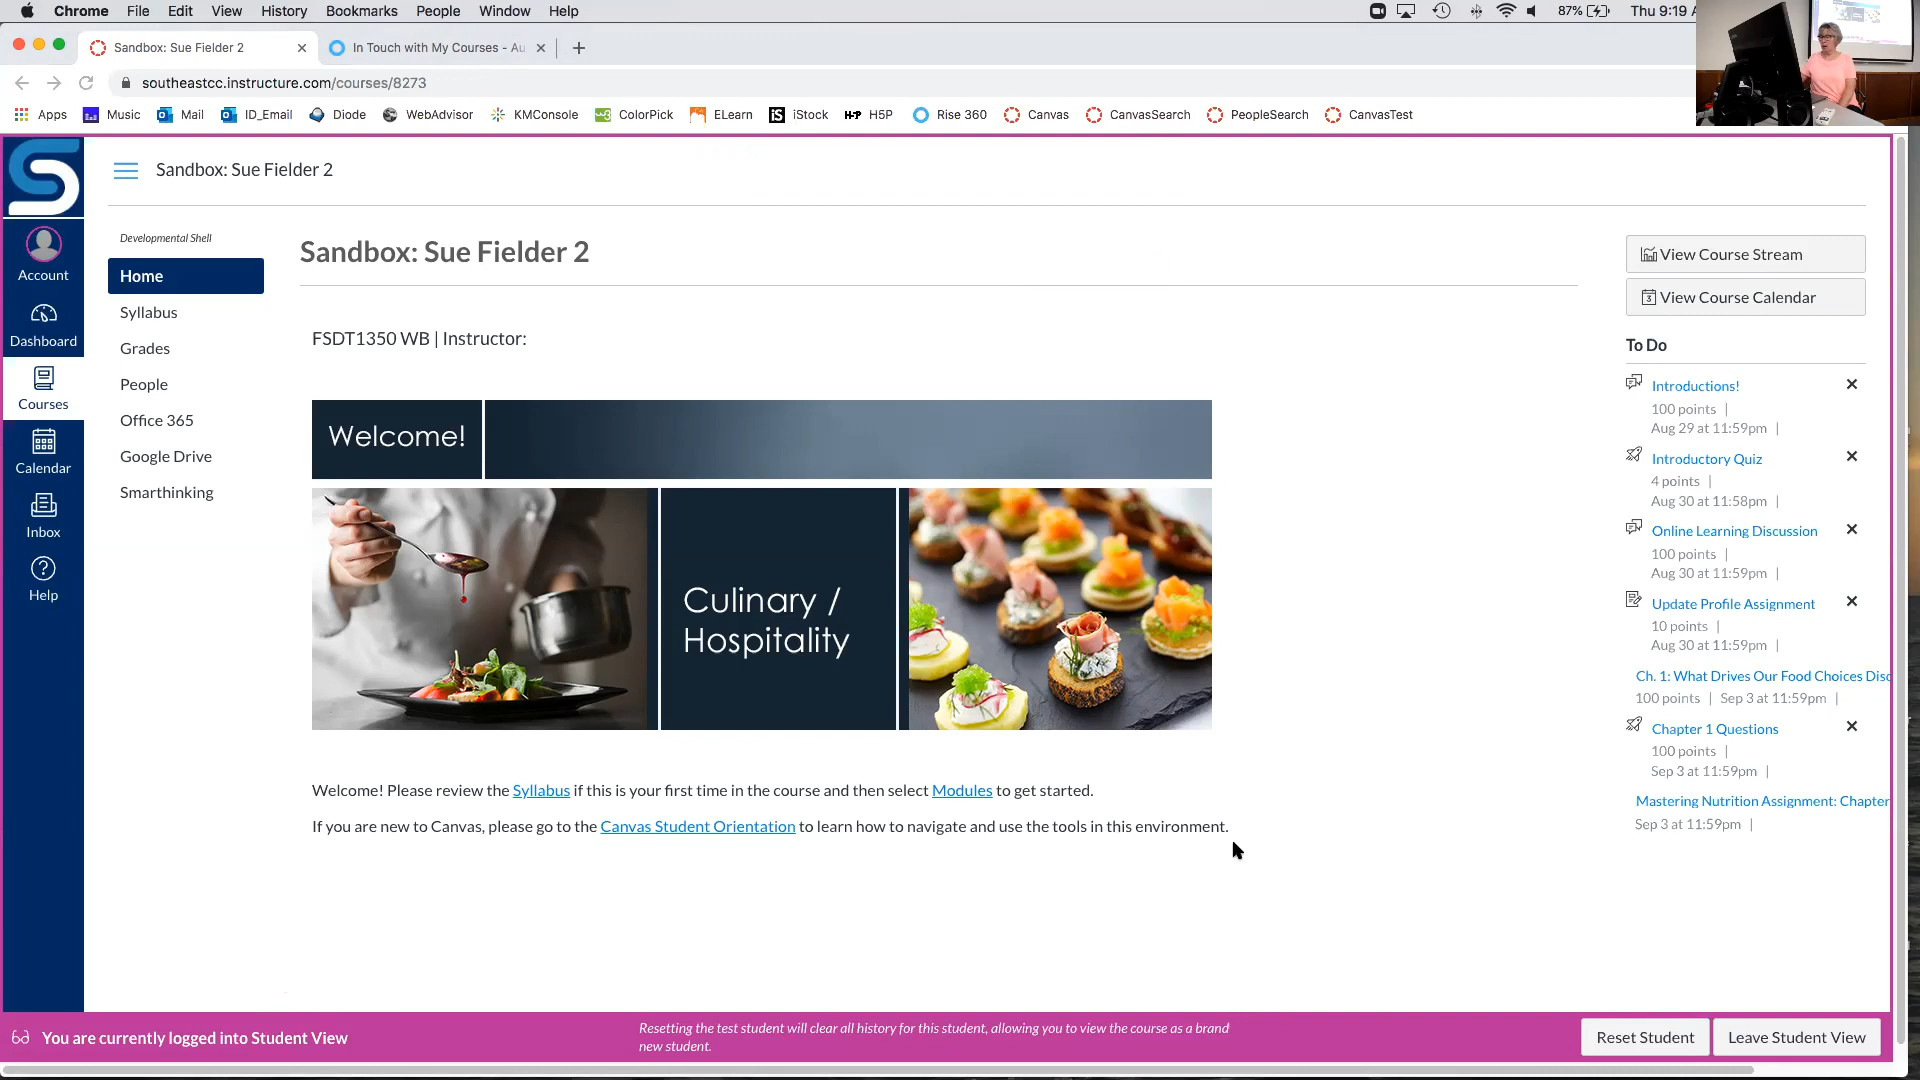 Chrome File Edit View History Bookmarks People Window Help 87% Thu 9:19
Sandbox: Sue Fielder 2 In Touch with My Courses - Au
southeastcc.instructure.com/courses/8273
Apps Music Mail ID_Email Diode WebAdvisor KMConsole ColorPick ELearn iStock H5P Rise 360 Canvas CanvasSearch PeopleSearch CanvasTest
Sandbox: Sue Fielder 2
Account
Dashboard
Courses
Calendar
Inbox
Help
Developmental Shell
Home
Syllabus
Grades
People
Office 365
Google Drive
Smarthinking
Sandbox: Sue Fielder 2
FSDT1350 WB | Instructor:
Welcome!
Culinary /
Hospitality
Welcome! Please review the Syllabus if this is your first time in the course and then select Modules to get started.
If you are new to Canvas, please go to the Canvas Student Orientation to learn how to navigate and use the tools in this environment.
View Course Stream
View Course Calendar
To Do
Introductions!
100 points |
Aug 29 at 11:59pm |
Introductory Quiz
4 points |
Aug 30 at 11:58pm |
Online Learning Discussion
100 points |
Aug 30 at 11:59pm |
Update Profile Assignment
10 points |
Aug 30 at 11:59pm |
Ch. 1: What Drives Our Food Choices Disc
100 points | Sep 3 at 11:59pm |
Chapter 1 Questions
100 points |
Sep 3 at 11:59pm |
Mastering Nutrition Assignment: Chapter
Sep 3 at 11:59pm |
You are currently logged into Student View
Resetting the test student will clear all history for this student, allowing you to view the course as a brand
new student.
Reset Student Leave Student View